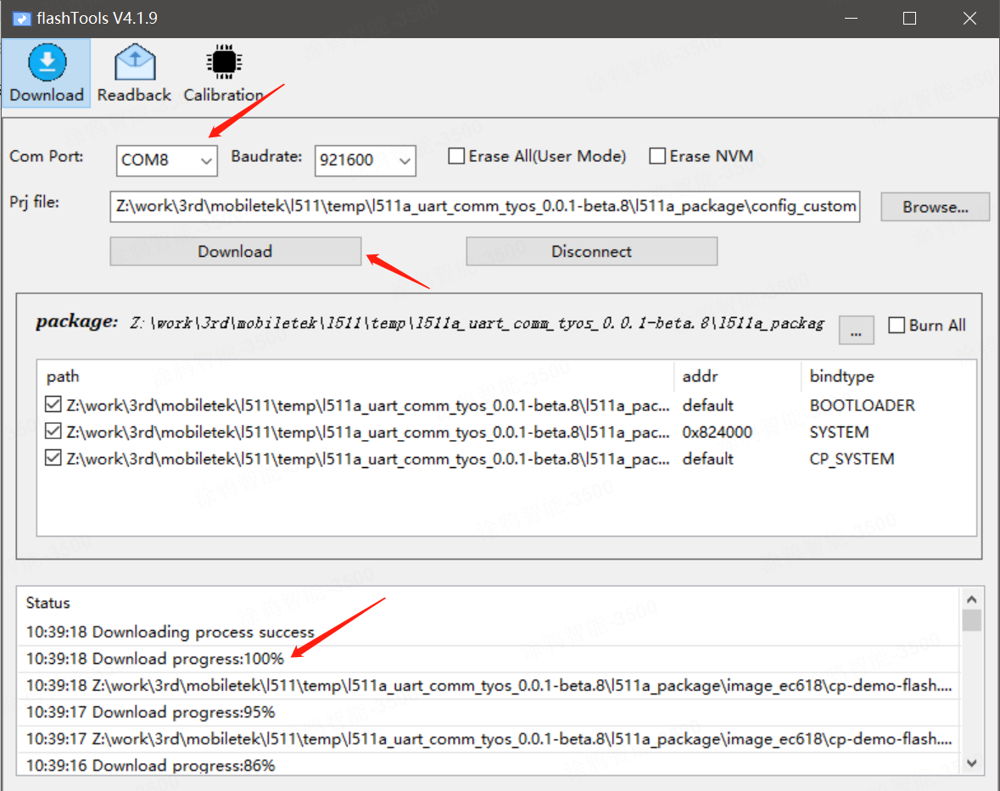 flashTools V4.1.9
Download Readback Calibration
Com Port: COM8 Baudrate: 921600 Erase All(User Mode) Erase NVM
Prj file: Z:\work\3rd\mobiletek\l511\temp\l511a_uart_comm_tyos_0.0.1-beta.8\l511a_package\config_custom Browse...
Download Disconnect
package: Z:\work\3rd\mobiletek\l511\temp\l511a_uart_comm_tyos_0.0.1-beta.8\l511a_packag ... Burn All
path addr bindtype
Z:\work\3rd\mobiletek\l511\temp\l511a_uart_comm_tyos_0.0.1-beta.8\l511a_pac... default BOOTLOADER
Z:\work\3rd\mobiletek\l511\temp\l511a_uart_comm_tyos_0.0.1-beta.8\l511a_pac... 0x824000 SYSTEM
Z:\work\3rd\mobiletek\l511\temp\l511a_uart_comm_tyos_0.0.1-beta.8\l511a_pac... default CP_SYSTEM
Status
10:39:18 Downloading process success
10:39:18 Download progress:100%
10:39:18 Z:\work\3rd\mobiletek\l511\temp\l511a_uart_comm_tyos_0.0.1-beta.8\l511a_package\image_ec618\cp-demo-flash....
10:39:17 Download progress:95%
10:39:17 Z:\work\3rd\mobiletek\l511\temp\l511a_uart_comm_tyos_0.0.1-beta.8\l511a_package\image_ec618\cp-demo-flash....
10:39:16 Download progress:86%
涂鸦智能-3500